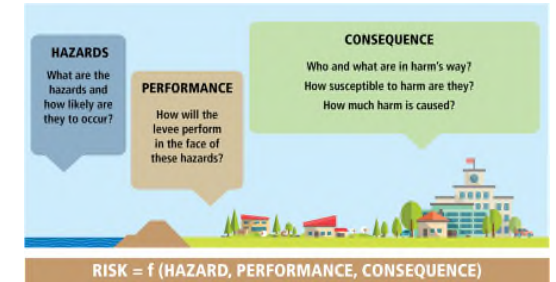 HAZARDS
What are the
hazards and
how likely are
they to occur?
PERFORMANCE
How will the
levee perform
in the face of
these hazards?
CONSEQUENCE
Who and what are in harm's way?
How susceptible to harm are they?
How much harm is caused?
RISK = f (HAZARD, PERFORMANCE, CONSEQUENCE)